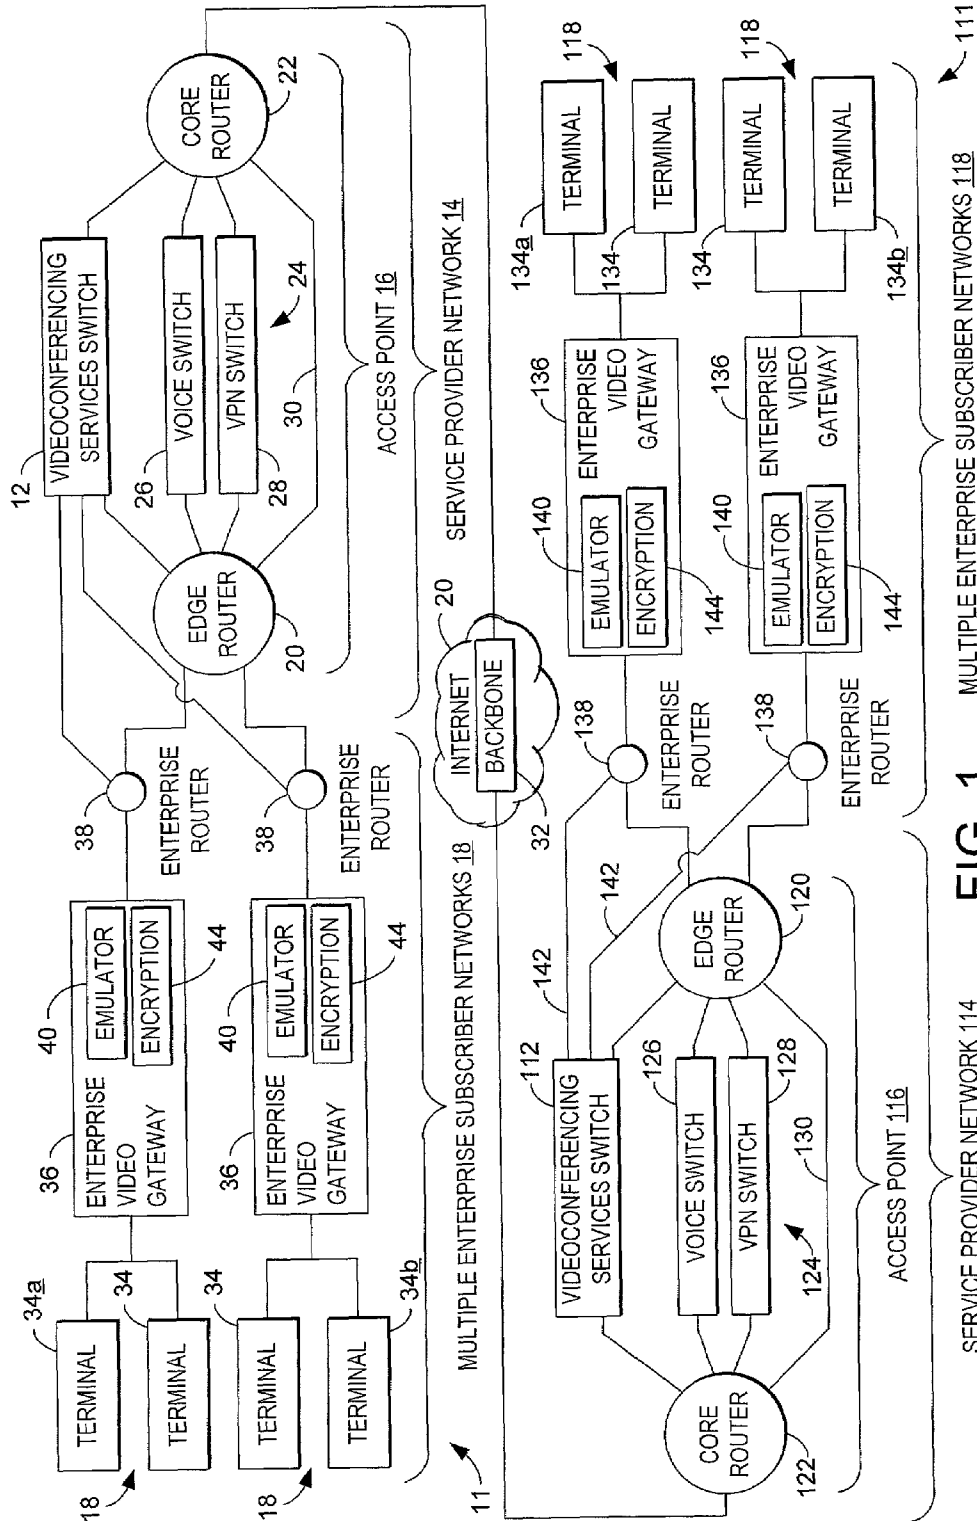 34a
TERMINAL
34
TERMINAL
18
34
TERMINAL
18
TERMINAL
34b
11
36
ENTERPRISE
VIDEO
GATEWAY
40
EMULATOR
ENCRYPTION
44
36
ENTERPRISE
VIDEO
GATEWAY
40
EMULATOR
ENCRYPTION
44
38
ENTERPRISE
ROUTER
38
ENTERPRISE
ROUTER
MULTIPLE ENTERPRISE SUBSCRIBER NETWORKS 18
12
VIDEOCONFERENCING
SERVICES SWITCH
EDGE
ROUTER
20
26
VOICE SWITCH
28
VPN SWITCH
24
30
CORE
ROUTER
22
ACCESS POINT 16
SERVICE PROVIDER NETWORK 14
INTERNET
20
BACKBONE
32
CORE
ROUTER
122
112
VIDEOCONFERENCING
SERVICES SWITCH
126
VOICE SWITCH
128
VPN SWITCH
124
130
EDGE
ROUTER
120
142
142
ACCESS POINT 116
SERVICE PROVIDER NETWORK 114
138
ENTERPRISE
ROUTER
138
ENTERPRISE
ROUTER
140
EMULATOR
ENCRYPTION
144
ENTERPRISE
VIDEO
GATEWAY
136
140
EMULATOR
ENCRYPTION
144
ENTERPRISE
VIDEO
GATEWAY
136
134a
TERMINAL
118
134
TERMINAL
134
TERMINAL
118
134b
TERMINAL
MULTIPLE ENTERPRISE SUBSCRIBER NETWORKS 118
111
FIG. 1